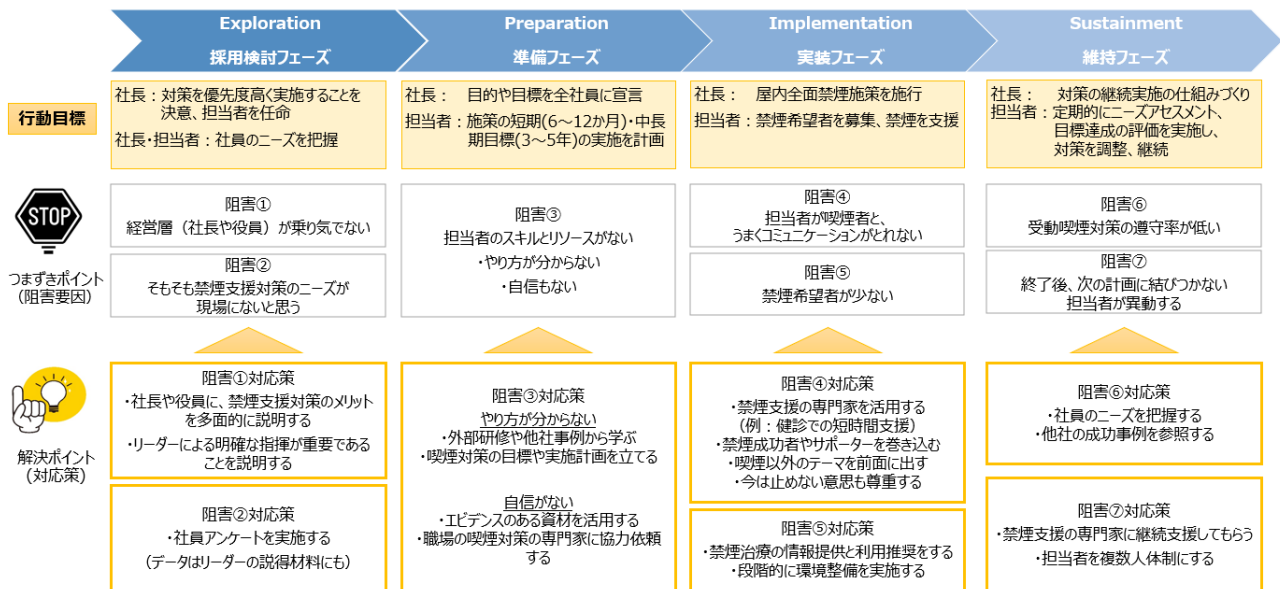 Exploration
採用検討フェーズ
Preparation
準備フェーズ
Implementation
実装フェーズ
Sustainment
維持フェーズ
行動目標
社長：対策を優先度高く実施することを
決意、担当者を任命
社長・担当者：社員のニーズを把握
社長： 目的や目標を全社員に宣言
担当者：施策の短期(6～12か月)・中長
期目標(3～5年)の実施を計画
社長： 屋内全面禁煙施策を施行
担当者：禁煙希望者を募集、禁煙を支援
社長： 対策の継続実施の仕組みづくり
担当者：定期的にニーズアセスメント、
目標達成の評価を実施し、
対策を調整、継続
STOP
つまずきポイント
(阻害要因)
阻害①
経営層（社長や役員）が乗り気でない
阻害②
そもそも禁煙支援対策のニーズが
現場にないと思う
阻害③
担当者のスキルとリソースがない
・やり方が分からない
・自信もない
阻害④
担当者が喫煙者と、
うまくコミュニケーションがとれない
阻害⑤
禁煙希望者が少ない
阻害⑥
受動喫煙対策の遵守率が低い
阻害⑦
終了後、次の計画に結びつかない
担当者が異動する
解決ポイント
(対応策)
阻害①対応策
・社長や役員に、禁煙支援対策のメリット
を多面的に説明する
・リーダーによる明確な指揮が重要である
ことを説明する
阻害②対応策
・社員アンケートを実施する
(データはリーダーの説得材料にも)
阻害③対応策
やり方が分からない
・外部研修や他社事例から学ぶ
・喫煙対策の目標や実施計画を立てる
自信がない
・エビデンスのある資材を活用する
・職場の喫煙対策の専門家に協力依頼
する
阻害④対応策
・禁煙支援の専門家を活用する
(例：健診での短時間支援)
・禁煙成功者やサポーターを巻き込む
・喫煙以外のテーマを前面に出す
・今は止めない意思も尊重する
阻害⑤対応策
・禁煙治療の情報提供と利用推奨をする
・段階的に環境整備を実施する
阻害⑥対応策
・社員のニーズを把握する
・他社の成功事例を参照する
阻害⑦対応策
・禁煙支援の専門家に継続支援してもらう
・担当者を複数人体制にする